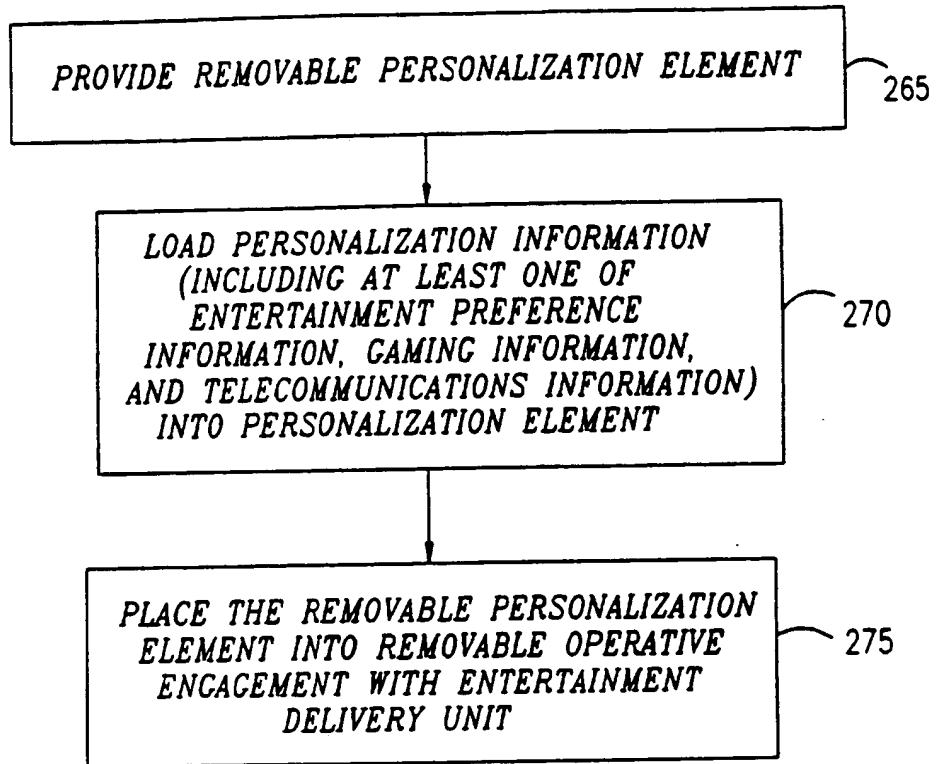 PROVIDE REMOVABLE PERSONALIZATION ELEMENT
265
LOAD PERSONALIZATION INFORMATION
(INCLUDING AT LEAST ONE OF
ENTERTAINMENT PREFERENCE
INFORMATION, GAMING INFORMATION,
AND TELECOMMUNICATIONS INFORMATION)
INTO PERSONALIZATION ELEMENT
270
PLACE THE REMOVABLE PERSONALIZATION
ELEMENT INTO REMOVABLE OPERATIVE
ENGAGEMENT WITH ENTERTAINMENT
DELIVERY UNIT
275